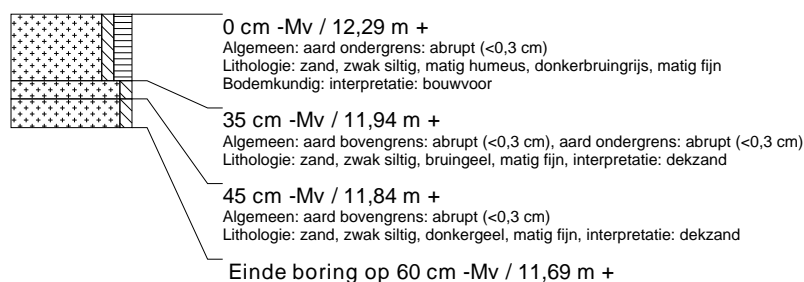 0 cm -Mv / 12,29 m +
Algemeen: aard ondergrens: abrupt (<0,3 cm)
Lithologie: zand, zwak siltig, matig humeus, donkerbruingrijs, matig fijn
Bodemkundig: interpretatie: bouwvoor
35 cm -Mv / 11,94 m +
Algemeen: aard bovengrens: abrupt (<0,3 cm), aard ondergrens: abrupt (<0,3 cm)
Lithologie: zand, zwak siltig, bruingeel, matig fijn, interpretatie: dekzand
45 cm -Mv / 11,84 m +
Algemeen: aard bovengrens: abrupt (<0,3 cm)
Lithologie: zand, zwak siltig, donkergeel, matig fijn, interpretatie: dekzand
Einde boring op 60 cm -Mv / 11,69 m +